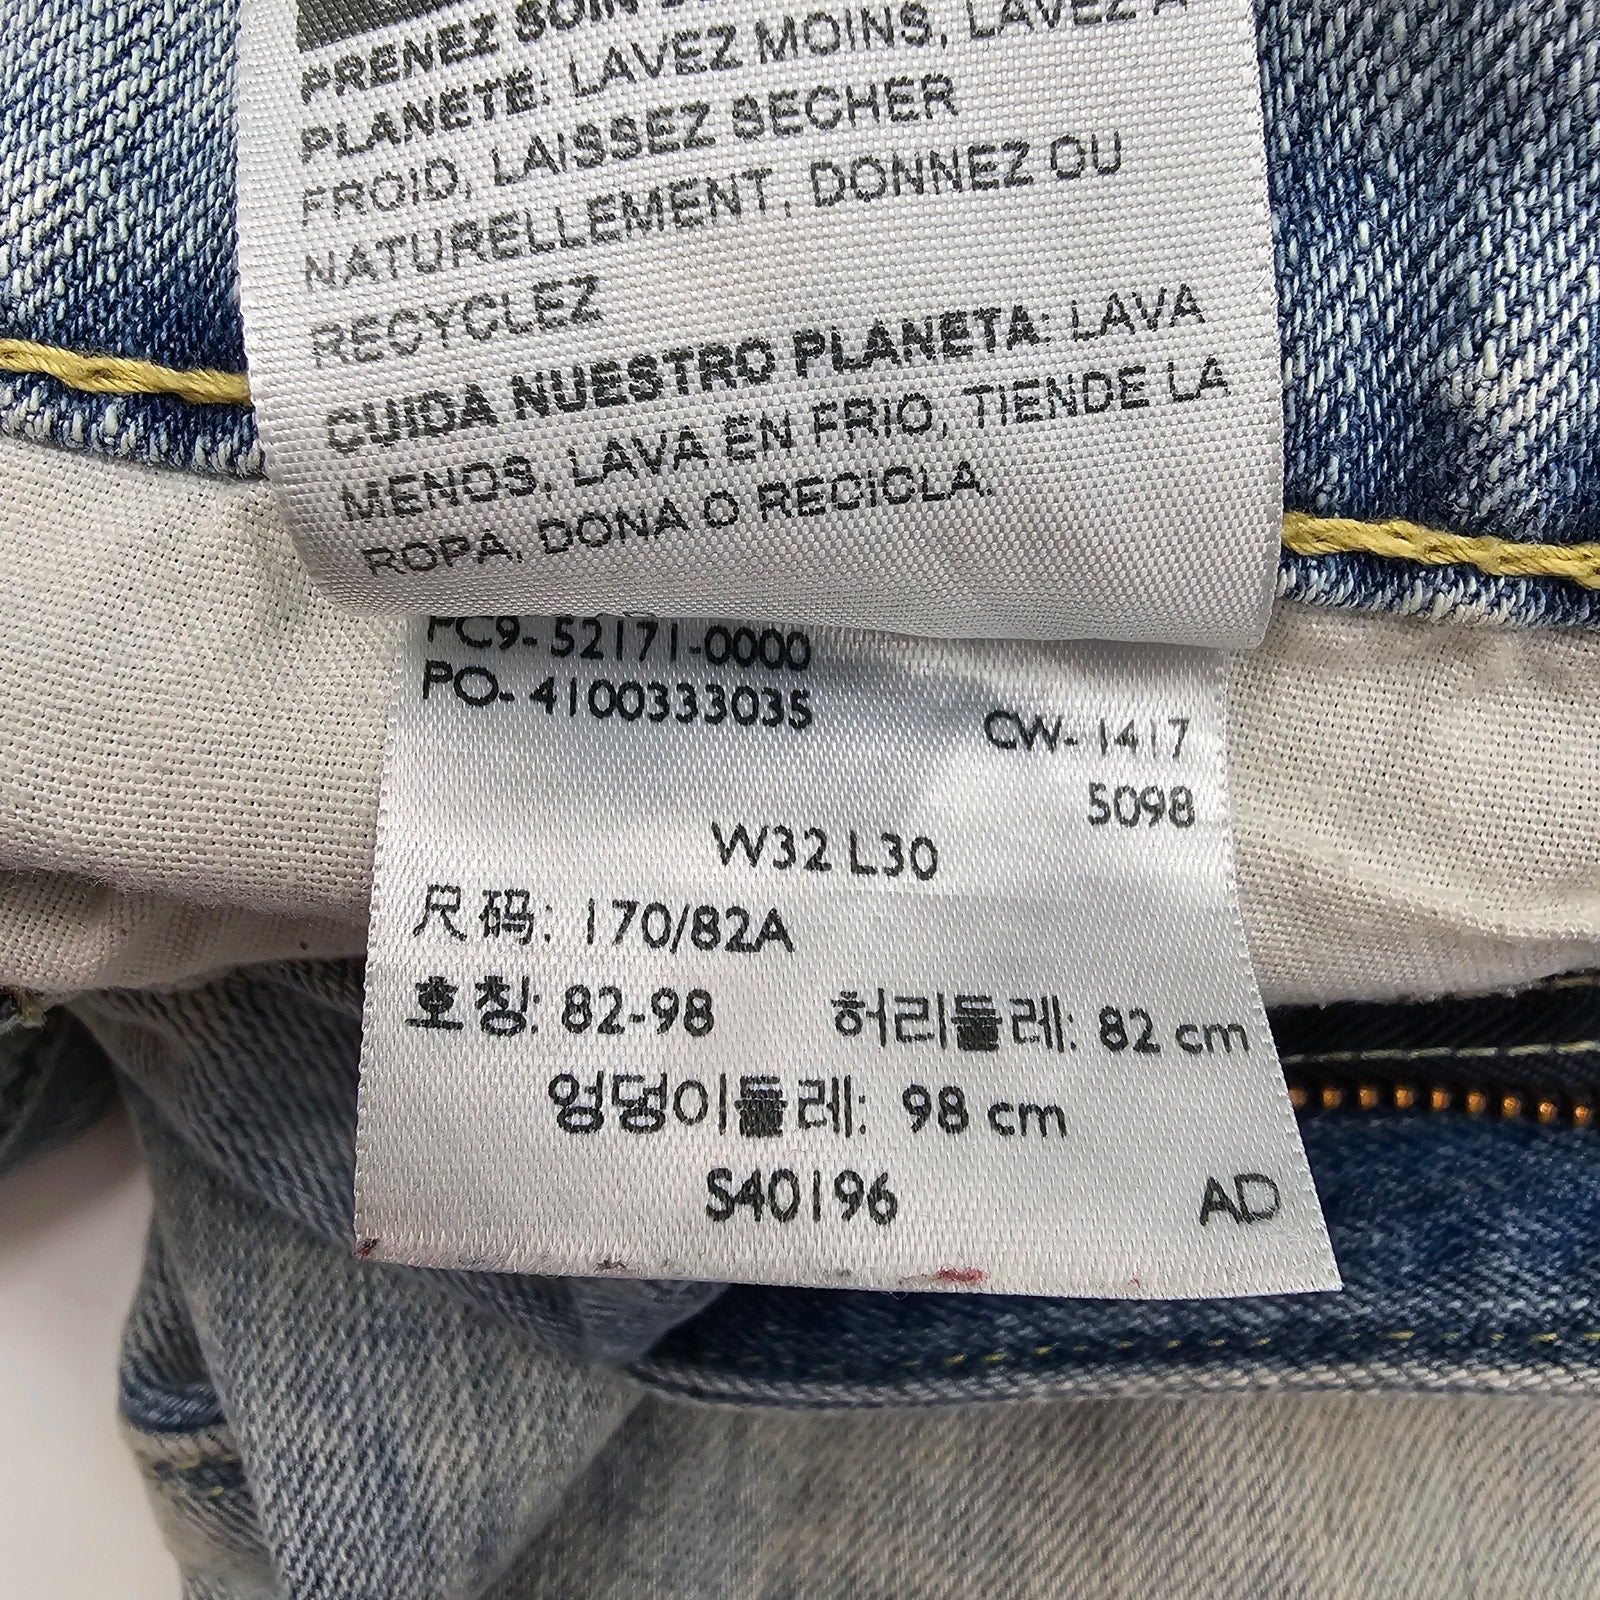 PRENEZ SOIN
PLANETE: LAVEZ MOINS, LAVEZ A
FROID, LAISSEZ SECHER
NATURELLEMENT, DONNEZ OU
RECYCLEZ
CUIDA NUESTRO PLANETA: LAVA
MENOS, LAVA EN FRIO, TIENDE LA
ROPA, DONA O RECICLA.
PC9-52171-0000
PO-4100333035
CW-1417
5098
W32 L30
尺码: 170/82A
호칭: 82-98 허리둘레: 82 cm
엉덩이둘레: 98 cm
S40196 AD